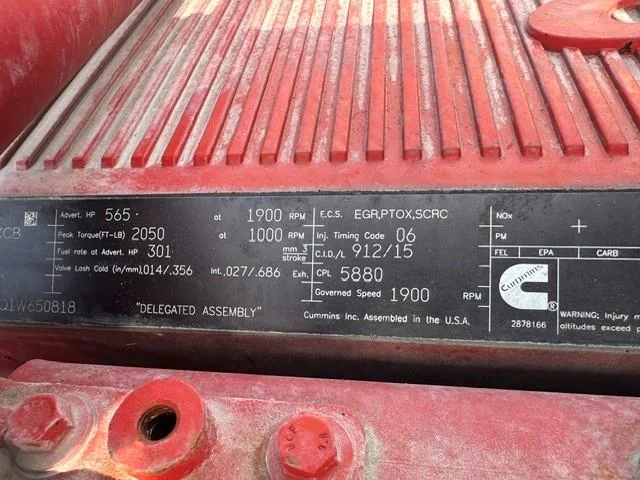 XCB
Advert. HP 565 at 1900 RPM
Peak Torque(FT-LB) 2050 at 1000 RPM
Fuel rate at Advert. HP 301 mm 3 stroke
Valve Lash Cold (in/mm).014/.356 Int..027/.686 Exh.
Q1W650818 "DELEGATED ASSEMBLY"
E.C.S. EGR,PTOX,SCRC
Inj. Timing Code 06
C.I.D./L 912/15
CPL 5880
Governed Speed 1900 RPM
Cummins Inc. Assembled in the U.S.A.
NOx
PM
FEL EPA CARB
Cummins ®
2878166
WARNING: Injury m
altitudes exceed p